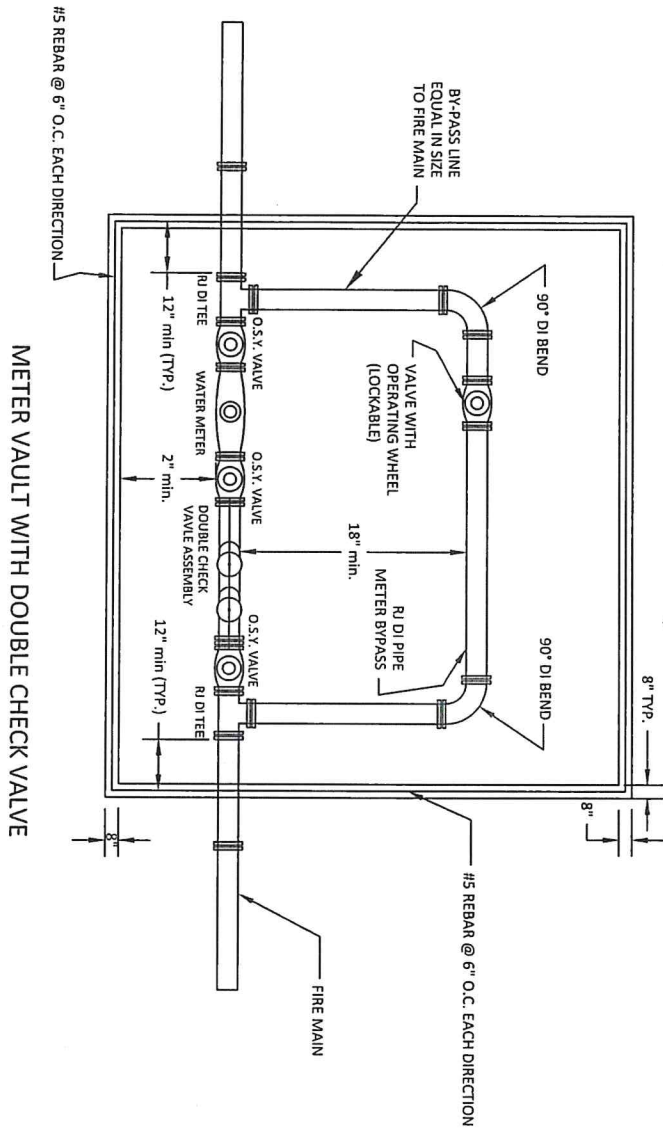 8" TYP.
8"
90° DI BEND
90° DI BEND
#5 REBAR @ 6" O.C. EACH DIRECTION
BY-PASS LINE
EQUAL IN SIZE
TO FIRE MAIN
VALVE WITH
OPERATING WHEEL
(LOCKABLE)
RJ DI PIPE
METER BYPASS
18" min.
FIRE MAIN
O.S.Y. VALVE
O.S.Y. VALVE
O.S.Y. VALVE
RJ DI TEE
WATER METER
DOUBLE CHECK
VAVLE ASSEMBLY
RJ DI TEE
12" min (TYP.)
2" min.
12" min (TYP.)
8"
#5 REBAR @ 6" O.C. EACH DIRECTION
METER VAULT WITH DOUBLE CHECK VALVE